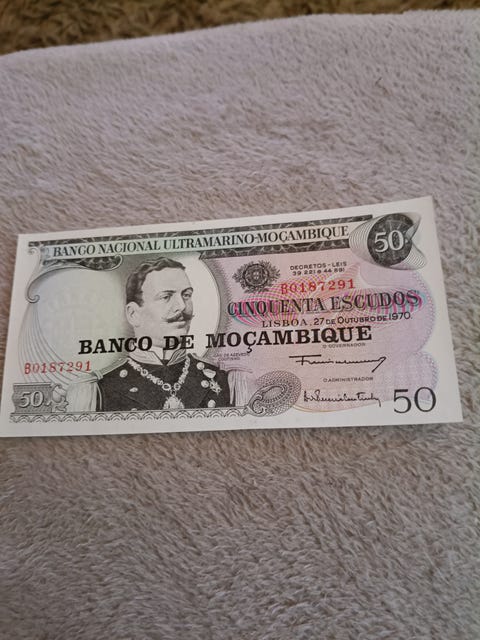 BANCO NACIONAL ULTRAMARINO-MOÇAMBIQUE
50
DECRETOS - LEIS
39 221 e 44 891
B0187291
CINQUENTA ESCUDOS
LISBOA, 27 DE OUTUBRO DE 1970
BANCO DE MOÇAMBIQUE
O GOVERNADOR
B0187291
COUTINHO
O ADMINISTRADOR
50
50